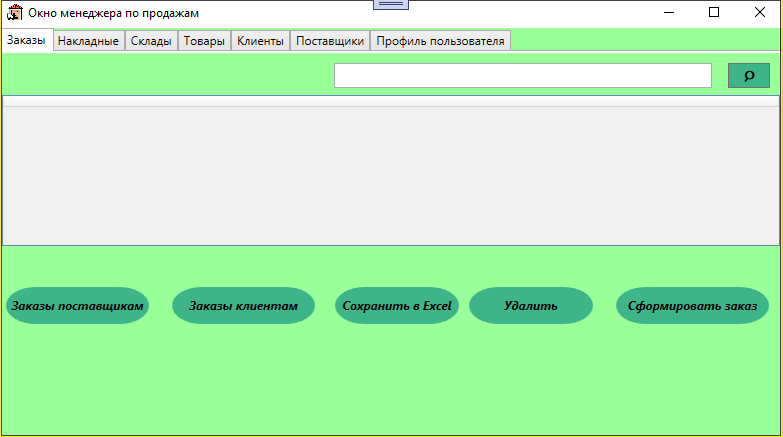 Окно менеджера по продажам
Заказы Накладные Склады Товары Клиенты Поставщики Профиль пользователя
Заказы поставщикам Заказы клиентам Сохранить в Excel Удалить Сформировать заказ